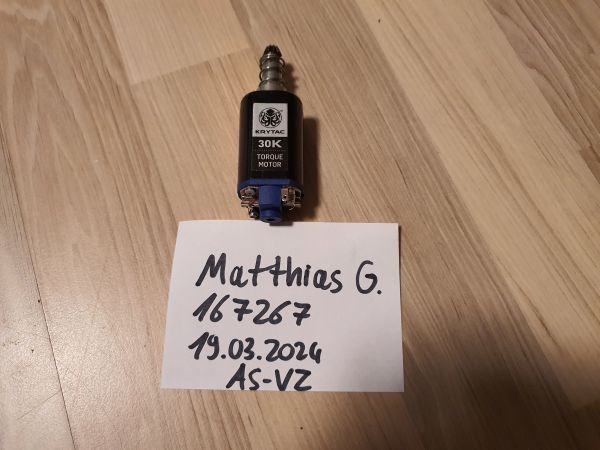 KRYTAC
30K
TORQUE
MOTOR
Matthias G.
167267
19.03.2024
AS-VZ